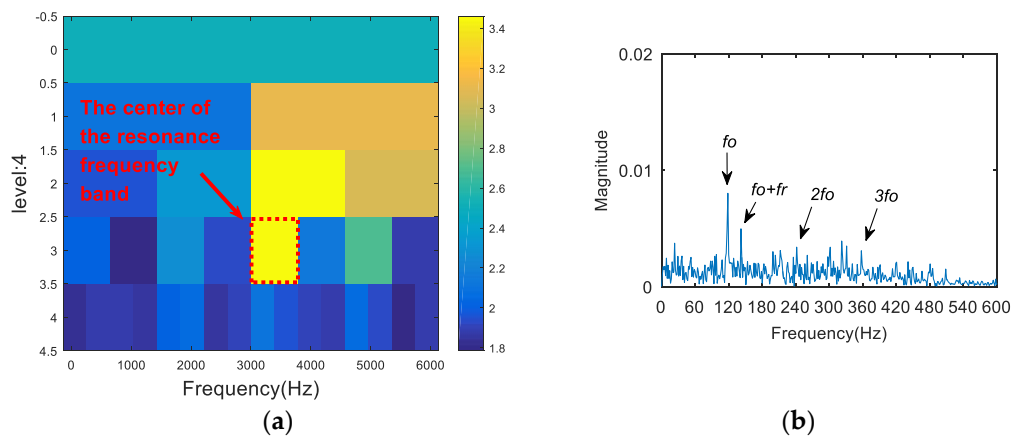 -0.5
0
0.5
1
1.5
2
2.5
3
3.5
4
4.5
level:4
The center of
the resonance
frequency
band
0
1000
2000
3000
4000
5000
6000
Frequency(Hz)
3.4
3.2
3
2.8
2.6
2.4
2.2
2
1.8
(a)
0.02
0.01
0
Magnitude
fo
fo+fr
2fo
3fo
0
60
120
180
240
300
360
420
480
540
600
Frequency(Hz)
(b)